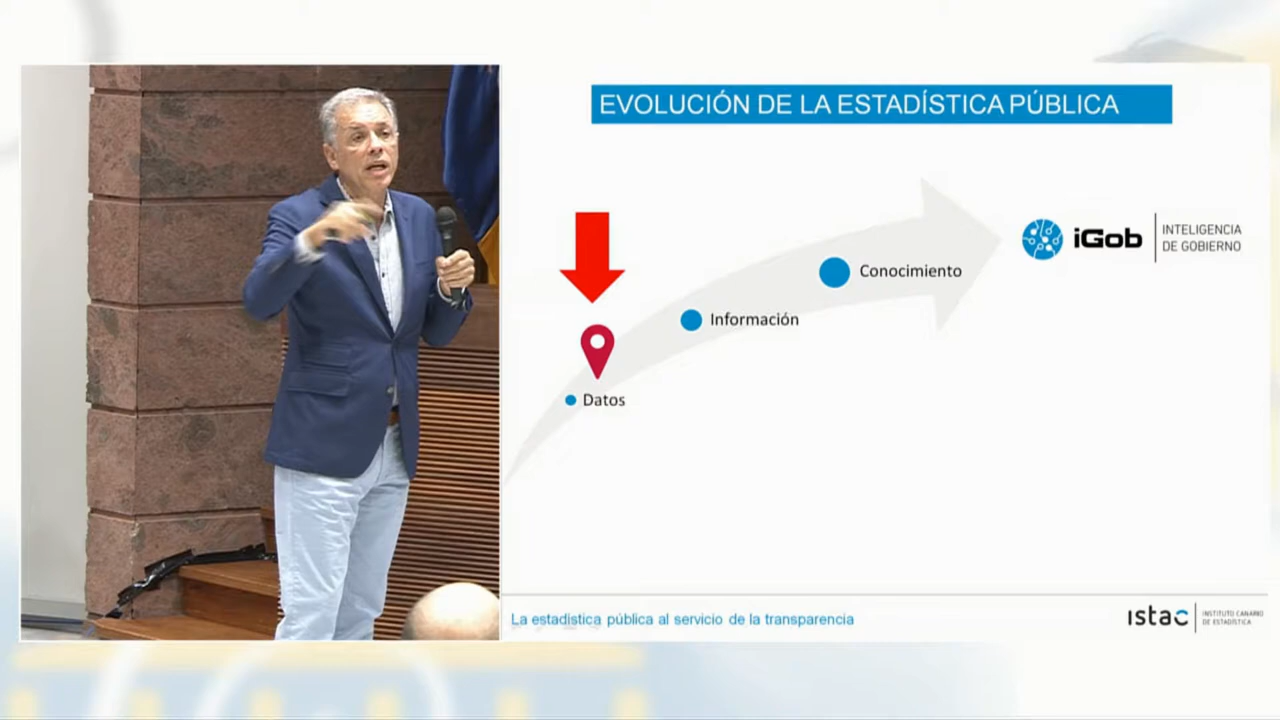 EVOLUCIÓN DE LA ESTADÍSTICA PÚBLICA
iGob
INTELIGENCIA
DE GOBIERNO
Conocimiento
Información
Datos
La estadística pública al servicio de la transparencia
ιstac
INSTITUTO CANARIO
DE ESTADÍSTICA